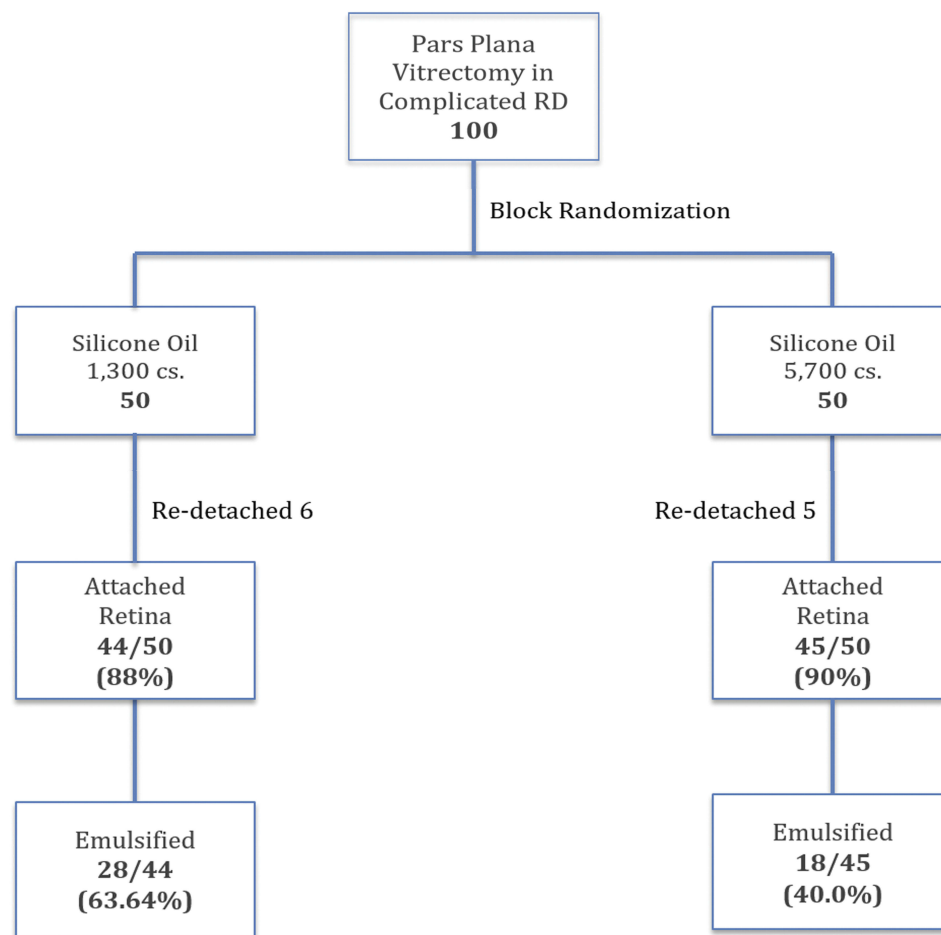 Pars Plana
Vitrectomy in
Complicated RD
100
Block Randomization
Silicone Oil
1,300 cs.
50
Silicone Oil
5,700 cs.
50
Re-detached 6
Re-detached 5
Attached
Retina
44/50
(88%)
Attached
Retina
45/50
(90%)
Emulsified
28/44
(63.64%)
Emulsified
18/45
(40.0%)